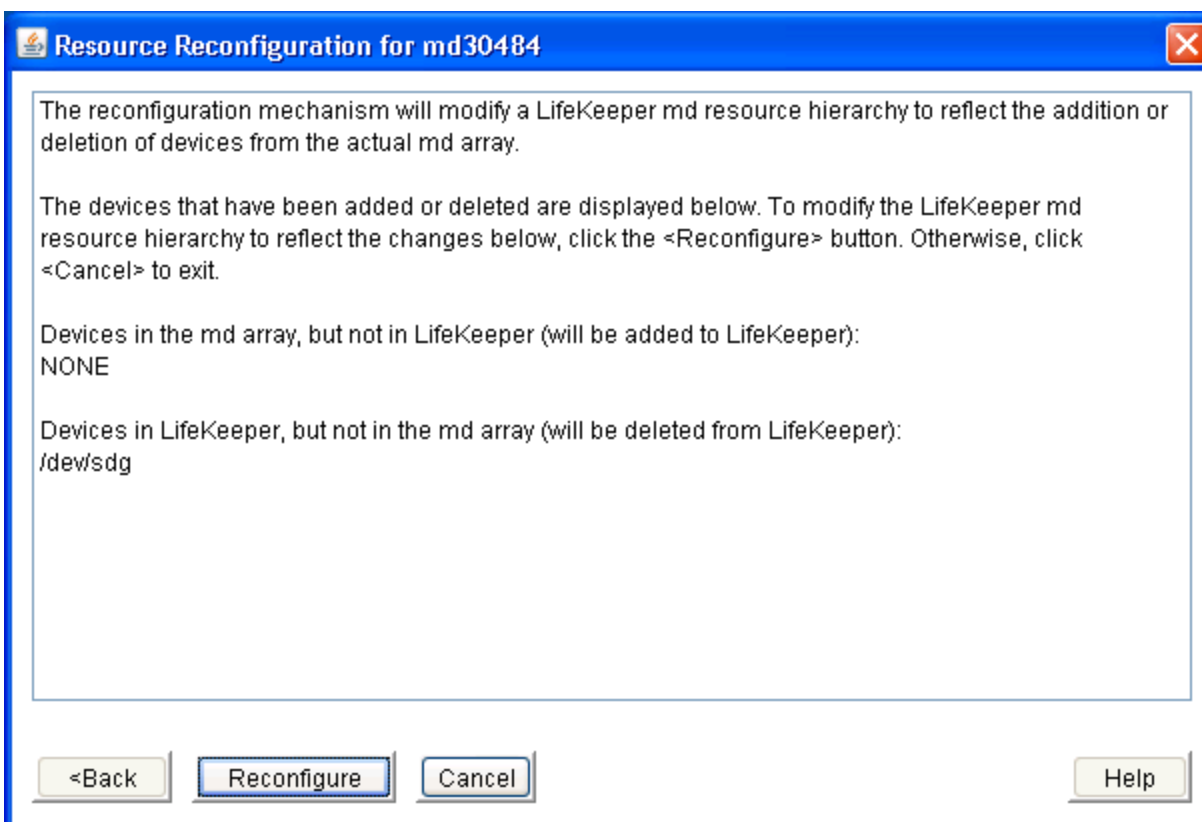 Resource Reconfiguration for md30484
The reconfiguration mechanism will modify a LifeKeeper md resource hierarchy to reflect the addition or
deletion of devices from the actual md array.
The devices that have been added or deleted are displayed below. To modify the LifeKeeper md
resource hierarchy to reflect the changes below, click the <Reconfigure> button. Otherwise, click
<Cancel> to exit.
Devices in the md array, but not in LifeKeeper (will be added to LifeKeeper):
NONE
Devices in LifeKeeper, but not in the md array (will be deleted from LifeKeeper):
/dev/sdg
<Back Reconfigure Cancel Help